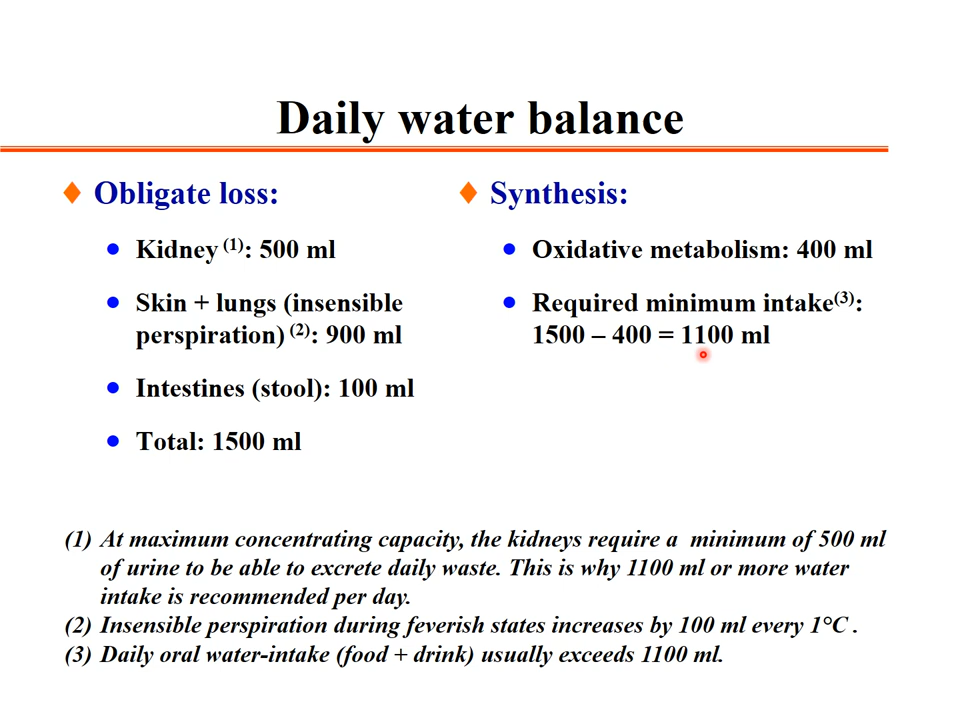 Daily water balance
Obligate loss:
Kidney (1): 500 ml
Skin + lungs (insensible
perspiration) (2): 900 ml
Intestines (stool): 100 ml
Total: 1500 ml
Synthesis:
Oxidative metabolism: 400 ml
Required minimum intake(3):
1500 – 400 = 1100 ml
(1) At maximum concentrating capacity, the kidneys require a minimum of 500 ml
of urine to be able to excrete daily waste. This is why 1100 ml or more water
intake is recommended per day.
(2) Insensible perspiration during feverish states increases by 100 ml every 1°C .
(3) Daily oral water-intake (food + drink) usually exceeds 1100 ml.